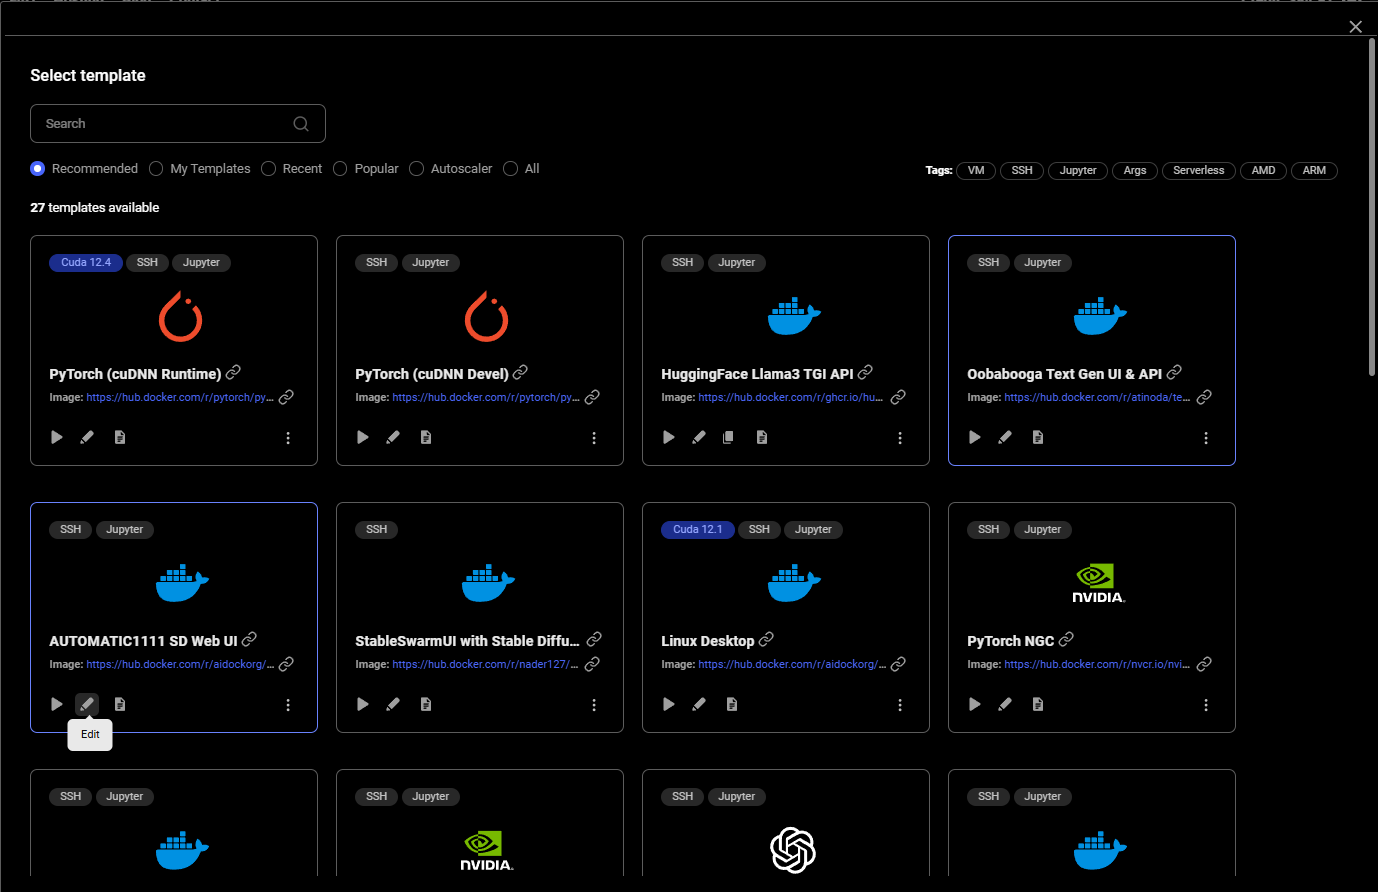 Select template
Search
Recommended My Templates Recent Popular Autoscaler All
Tags: VM SSH Jupyter Args Serverless AMD ARM
27 templates available
Cuda 12.4 SSH Jupyter
PyTorch (cuDNN Runtime)
Image: https://hub.docker.com/r/pytorch/py...
SSH Jupyter
PyTorch (cuDNN Devel)
Image: https://hub.docker.com/r/pytorch/py...
SSH Jupyter
HuggingFace Llama3 TGI API
Image: https://hub.docker.com/r/ghcr.io/hu...
SSH Jupyter
Oobabooga Text Gen UI & API
Image: https://hub.docker.com/r/atinoda/te...
SSH Jupyter
AUTOMATIC1111 SD Web UI
Image: https://hub.docker.com/r/aidockorg/...
Edit
SSH
StableSwarmUI with Stable Diffu...
Image: https://hub.docker.com/r/nader127/...
Cuda 12.1 SSH Jupyter
Linux Desktop
Image: https://hub.docker.com/r/aidockorg/...
SSH Jupyter
NVIDIA.
PyTorch NGC
Image: https://hub.docker.com/r/nvcr.io/nvi...
SSH Jupyter
SSH Jupyter
NVIDIA.
SSH Jupyter
SSH Jupyter